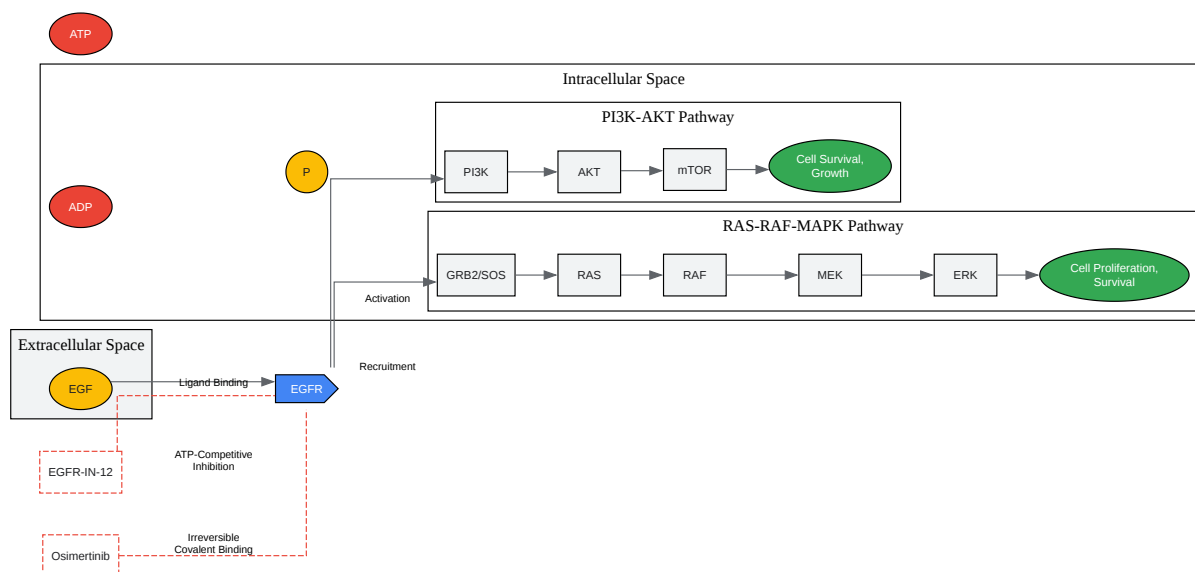 ATP
Intracellular Space
PI3K-AKT Pathway
P
PI3K
AKT
mTOR
Cell Survival,
Growth
ADP
RAS-RAF-MAPK Pathway
GRB2/SOS
RAS
RAF
MEK
ERK
Cell Proliferation,
Survival
Activation
Extracellular Space
Recruitment
EGF
Ligand Binding
EGFR
EGFR-IN-12
ATP-Competitive
Inhibition
Osimertinib
Irreversible
Covalent Binding